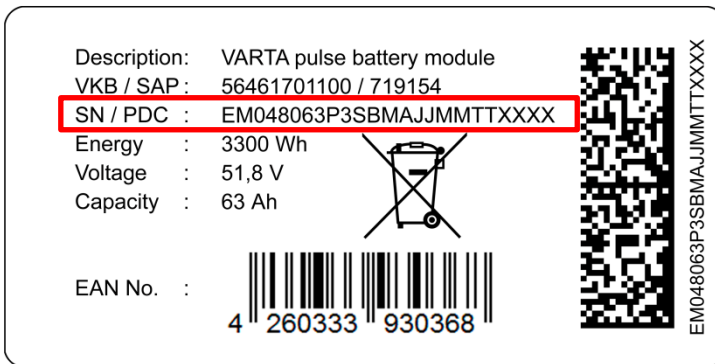 Description: VARTA pulse battery module
VKB / SAP : 56461701100 / 719154
SN / PDC : EM048063P3SBMAJJMMTTXXXX
Energy : 3300 Wh
Voltage : 51,8 V
Capacity : 63 Ah
EAN No. :
4 260333 930368
EM048063P3SBMAJJMMTTXXXX